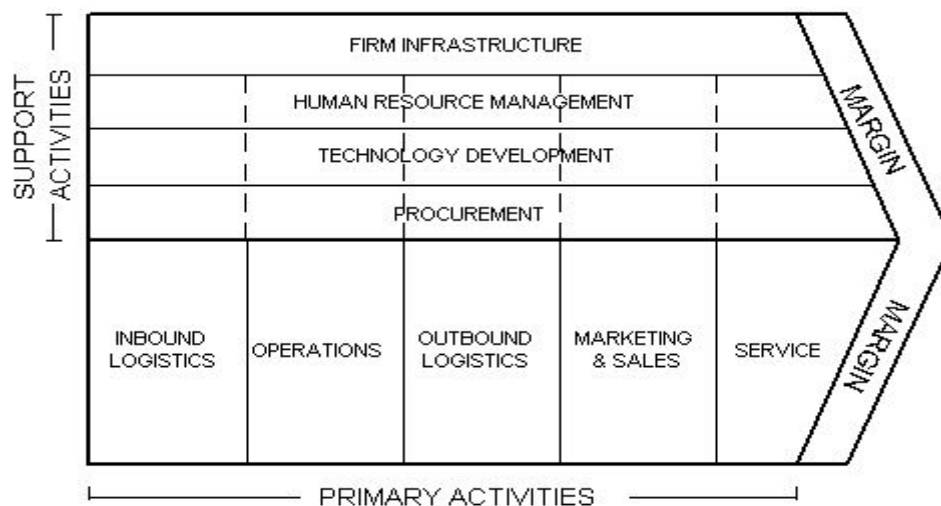 SUPPORT
ACTIVITIES
FIRM INFRASTRUCTURE
HUMAN RESOURCE MANAGEMENT
TECHNOLOGY DEVELOPMENT
PROCUREMENT
MARGIN
INBOUND
LOGISTICS
OPERATIONS
OUTBOUND
LOGISTICS
MARKETING
& SALES
SERVICE
MARGIN
PRIMARY ACTIVITIES